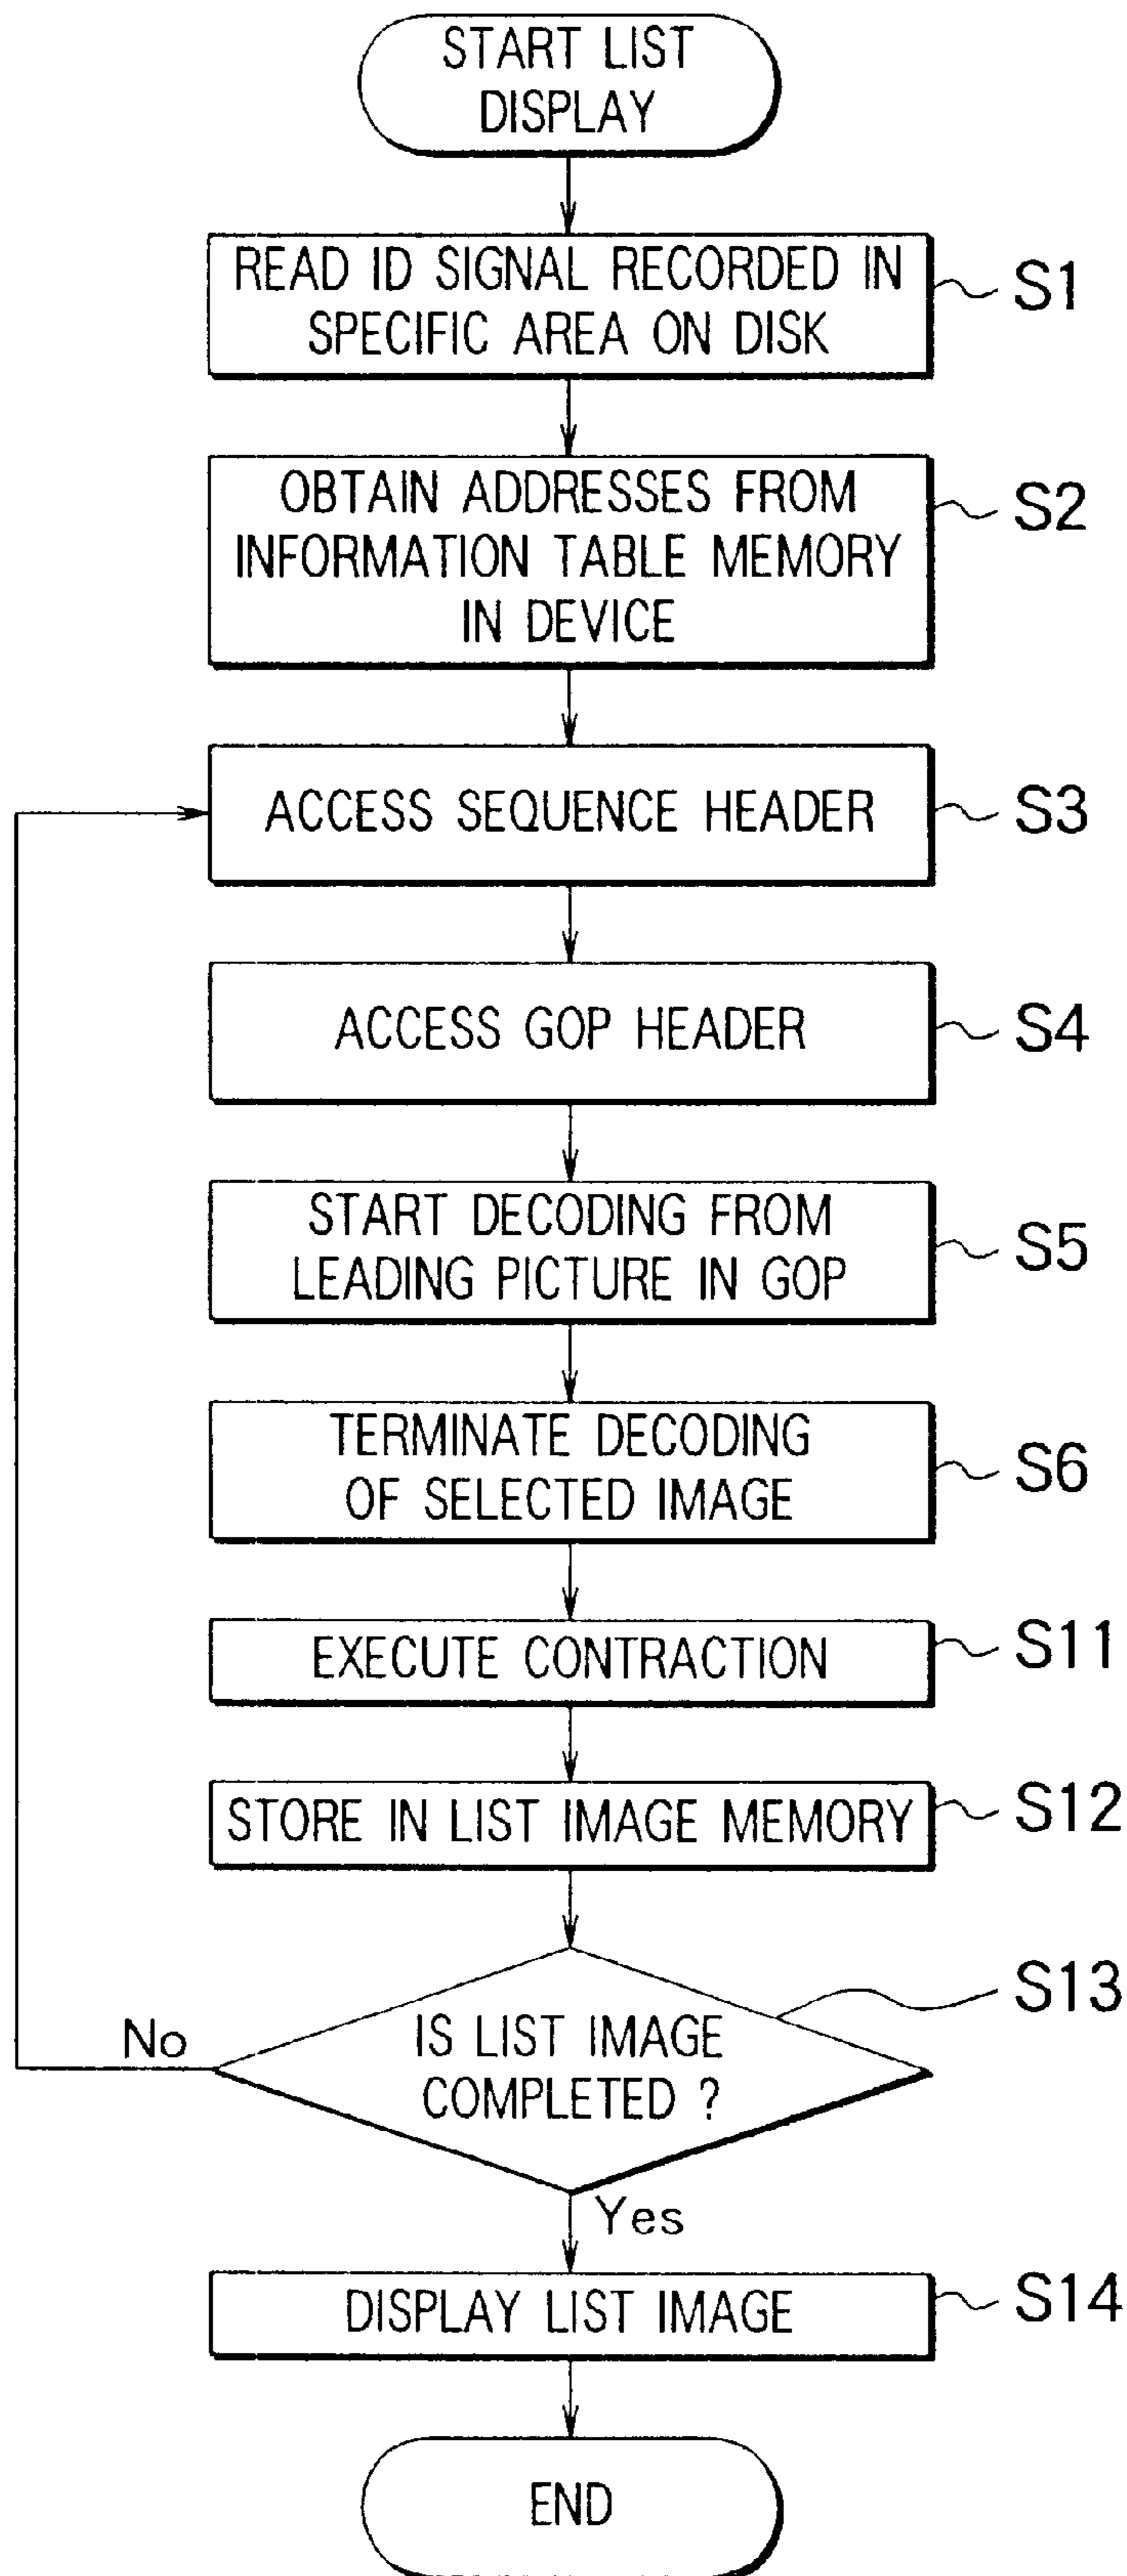 START LIST
DISPLAY
READ ID SIGNAL RECORDED IN
SPECIFIC AREA ON DISK
S1
OBTAIN ADDRESSES FROM
INFORMATION TABLE MEMORY
IN DEVICE
S2
ACCESS SEQUENCE HEADER
S3
ACCESS GOP HEADER
S4
START DECODING FROM
LEADING PICTURE IN GOP
S5
TERMINATE DECODING
OF SELECTED IMAGE
S6
EXECUTE CONTRACTION
S11
STORE IN LIST IMAGE MEMORY
S12
IS LIST IMAGE
COMPLETED ?
S13
No
Yes
DISPLAY LIST IMAGE
S14
END